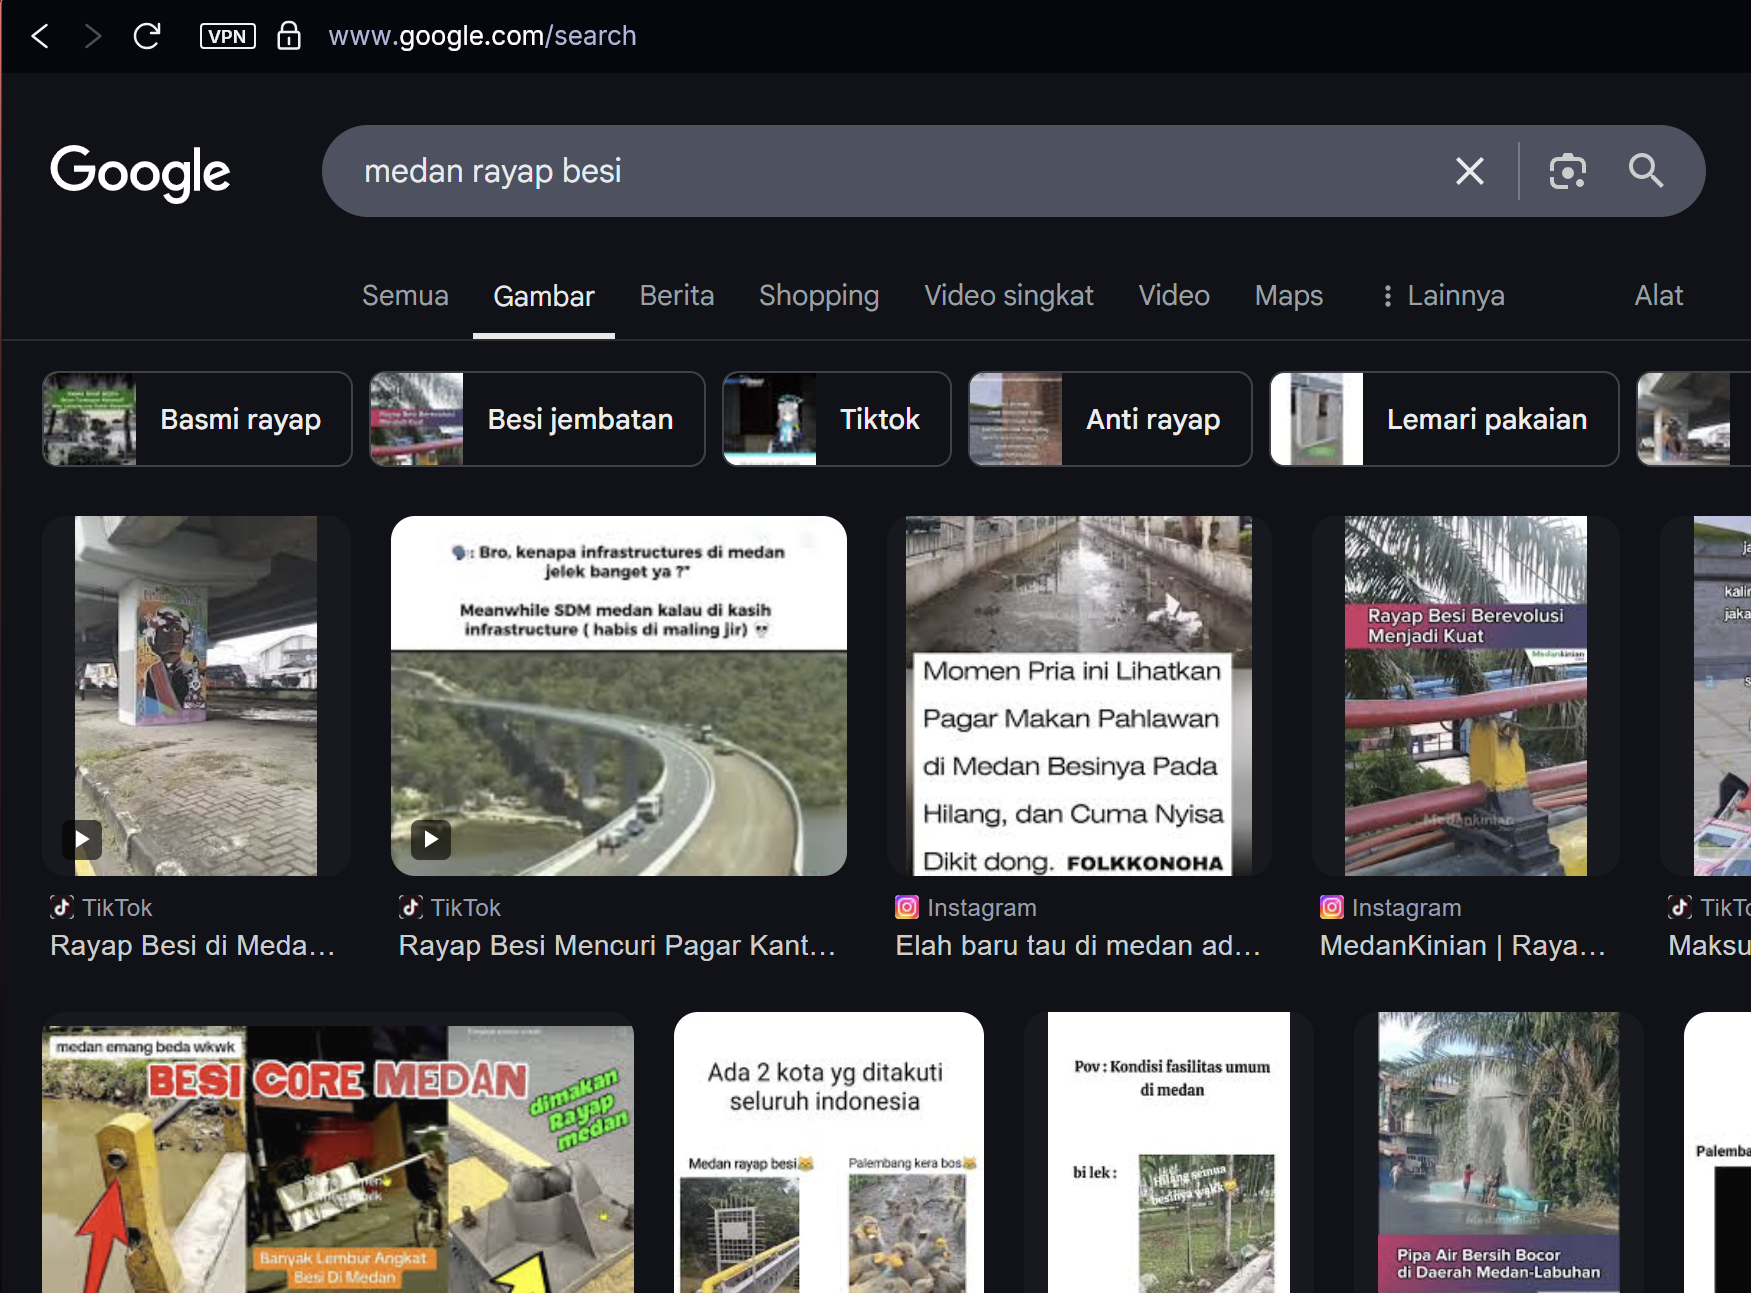 VPN
www.google.com/search
Google
medan rayap besi
Semua
Gambar
Berita
Shopping
Video singkat
Video
Maps
Lainnya
Alat
Basmi rayap
Besi jembatan
Tiktok
Anti rayap
Lemari pakaian
: Bro, kenapa infrastructures di medan
jelek banget ya ?"
Meanwhile SDM medan kalau di kasih
infrastructure ( habis di maling jir)
Momen Pria ini Lihatkan
Pagar Makan Pahlawan
di Medan Besinya Pada
Hilang, dan Cuma Nyisa
Dikit dong. FOLKKONOHA
Rayap Besi Berevolusi
Menjadi Kuat
Medankinian
Medankinian
kalin
jaka
TikTok
Rayap Besi di Meda...
TikTok
Rayap Besi Mencuri Pagar Kant...
Instagram
Elah baru tau di medan ad...
Instagram
MedanKinian | Raya...
TikTo
Maksu
medan emang beda wkwk
BESI CORE MEDAN
dimakan
Rayap
medan
Banyak Lembur Angkat
Besi Di Medan
Ada 2 kota yg ditakuti
seluruh indonesia
Medan rayap besi
Palembang kera bos
Pov : Kondisi fasilitas umum
di medan
bi lek :
Hilang semua
besinya wakk
Pipa Air Bersih Bocor
di Daerah Medan-Labuhan
Palemba